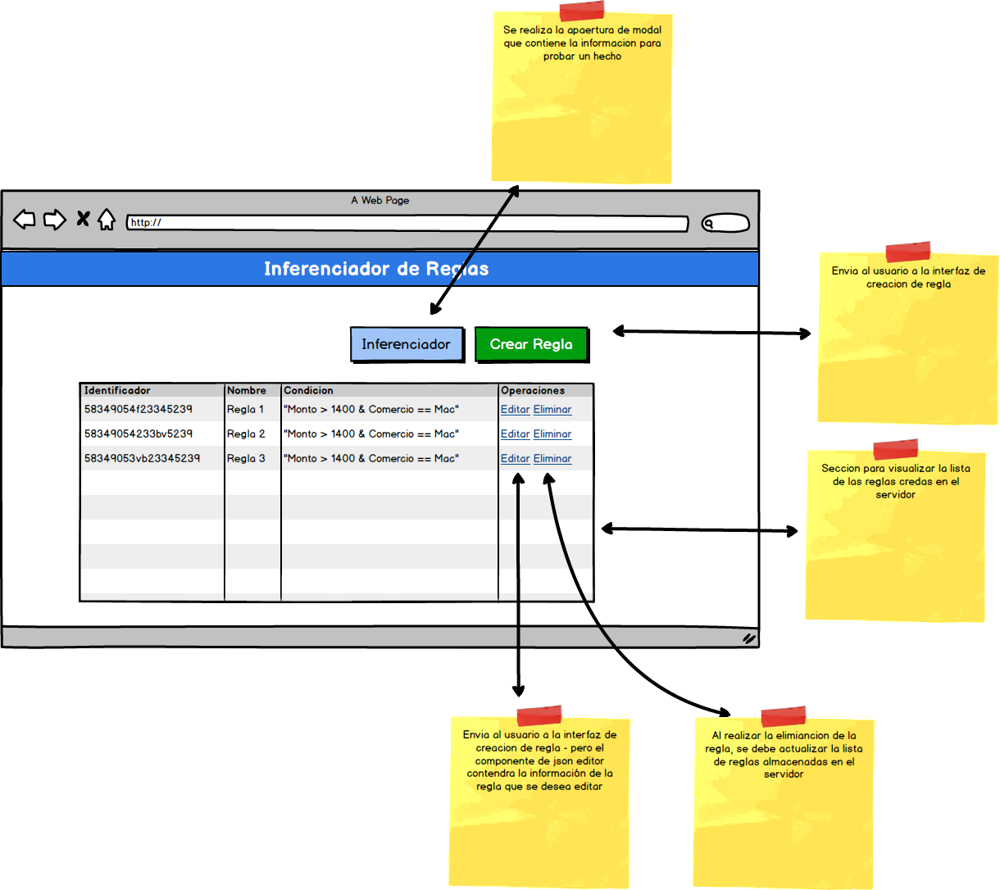 Se realiza la apaertura de modal
que contiene la informacion para
probar un hecho
A Web Page
http://
Inferenciador de Reglas
Envia al usuario a la interfaz de
creacion de regla
Inferenciador
Crear Regla
Identificador Nombre Condicion Operaciones
58349054f23345239 Regla 1 "Monto > 1400 & Comercio == Mac" Editar Eliminar
58349054233bv5239 Regla 2 "Monto > 1400 & Comercio == Mac" Editar Eliminar
58349053vb23345239 Regla 3 "Monto > 1400 & Comercio == Mac" Editar Eliminar
Seccion para visualizar la lista
de las reglas credas en el
servidor
Envia al usuario a la interfaz de
creacion de regla - pero el
componente de json editor
contendra la información de la
regla que se desea editar
Al realizar la elimiancion de la
regla, se debe actualizar la lista
de reglas almacenadas en el
servidor